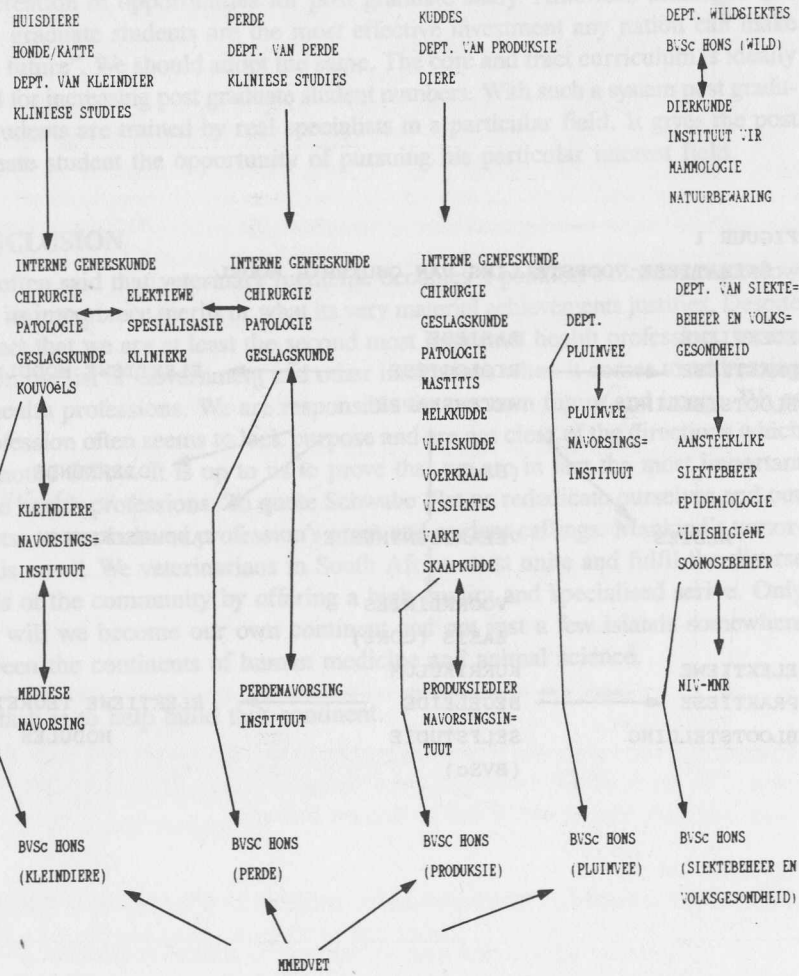 HUISDIERE
HONDE/KATTE
DEPT. VAN KLEINDIER
KLINIESE STUDIES
PERDE
DEPT. VAN PERDE
KLINIESE STUDIES
KUDDES
DEPT. VAN PRODUKSIE
DIERE
DEPT. WILDSIEKTES
BVSc HONS (WILD)
DIERKUNDE
INSTITUUT VIR
MAMMOLOGIE
NATUURBEWARING
INTERNE GENEESKUNDE
CHIRURGIE
PATOLOGIE
GESLAGSKUNDE
KOUVOëLS
ELEKTIEWE
SPESIALISASIE
KLINIEKE
INTERNE GENEESKUNDE
CHIRURGIE
PATOLOGIE
GESLAGSKUNDE
INTERNE GENEESKUNDE
CHIRURGIE
GESLAGSKUNDE
PATOLOGIE
MASTITIS
MELKKUDDE
VLEISKUDDE
VOERKRAAL
VISSIEKTES
VARKE
SKAAPKUDDE
DEPT.
PLUIMVEE
PLUIMVEE
NAVORSINGS=
INSTITUUT
DEPT. VAN SIEKTE=
BEHEER EN VOLKS=
GESONDHEID
AANSTEEKLIKE
SIEKTEBHEER
EPIDEMIOLOGIE
VLEISHIGIëNE
SOöNOSEBEHEER
KLEINDIERE
NAVORSINGS=
INSTITUUT
MEDIESE
NAVORSING
PERDENAVORSING
INSTITUUT
PRODUKSIEDIER
NAVORSINGSIN=
TUUT
NIV-MNR
BVSc HONS
(KLEINDIERE)
BVSc HONS
(PERDE)
BVSc HONS
(PRODUKSIE)
BVSc HONS
(PLUIMVEE)
BVSc HONS
(SIEKTEBEHEER EN
VOLKSGESONDHEID)
MMEDVET